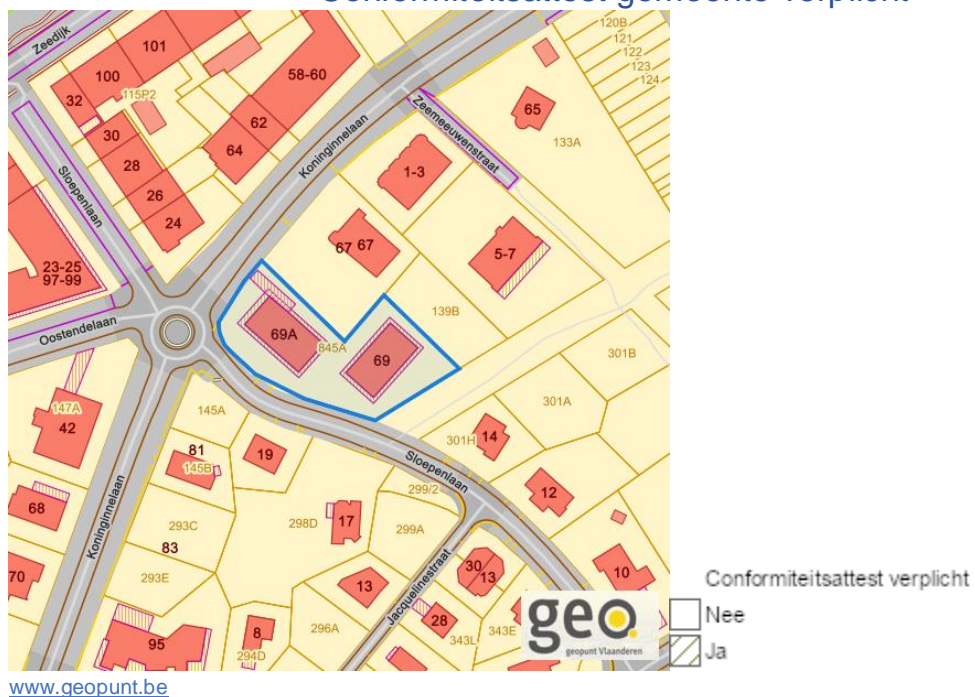 Conformiteitsattest gemeente verplicht
Zeedijk
101
120B
121
122
123
124
100
58-60
32
115P2
65
62
30
Zeemeeuwenstraat
133A
64
28
Koninginnelaan
1-3
Sloepenlaan
26
24
67 67
5-7
23-25
97-99
139B
Oostendelaan
69A
845A
69
301B
147A
145A
301A
42
301H
14
81
19
145B
Sloepenlaan
299/2
12
68
Koninginnelaan
293C
298D
17
299A
83
293E
30
13
70
13
Jacquelinestraat
10
Conformiteitsattest verplicht
Nee
28
296A
8
343L
343E
geo
geopunt Vlaanderen
95
294D
Ja
www.geopunt.be